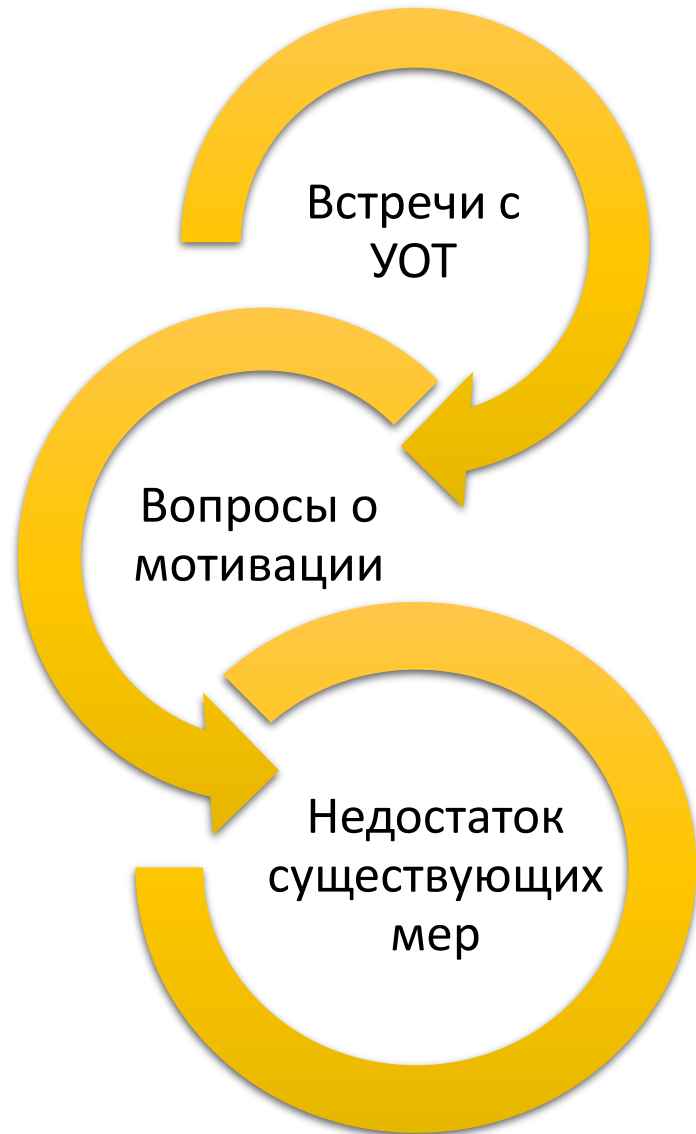 Встречи с
УОТ
Вопросы о
мотивации
Недостаток
существующих
мер